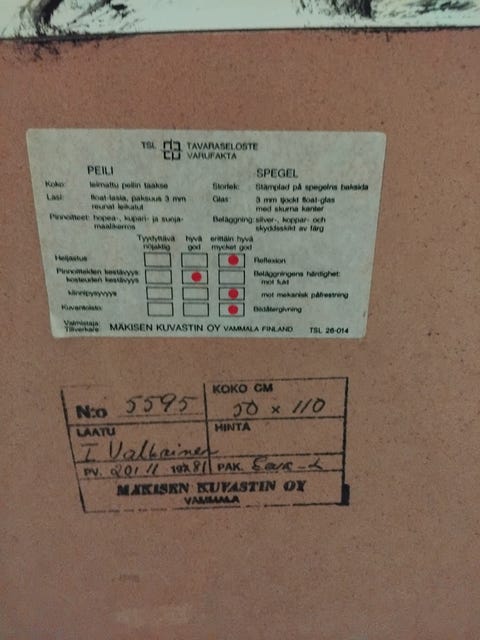 TSL TAVARASELOSTE
VARUFAKTA
PEILI SPEGEL
Koko: leimattu peilin taakse Storlek: Stämplad på spegelns baksida
Lasi: float-lasia, paksuus 3 mm Glas: 3 mm tjockt float-glas
reunat leikatut med skurna kanter
Pinnoitteet: hopea-, kupari- ja suoja- Beläggning: silver-, koppar- och
maalikerros skyddsskikt av färg
Tyydyttävä hyvä erittäin hyvä
nöjaktig god mycket god
Heijastus Reflexion
Pinnoitteiden kestävyys: Beläggningens härdighet:
kosteuden kestävyys mot fukt
kiinnipysyvyys mot mekanisk påfrestning
Kuvantoisto Bildåtergivning
Valmistaja:
Tillverkare: MÄKISEN KUVASTIN OY VAMMALA FINLAND TSL 26-014
N:o 5595 KOKO CM
50 x 110
LAATU HINTA
I Valkoinen
PV. 20 11 1981 PAK.
MÄKISEN KUVASTIN OY
VAMMALA